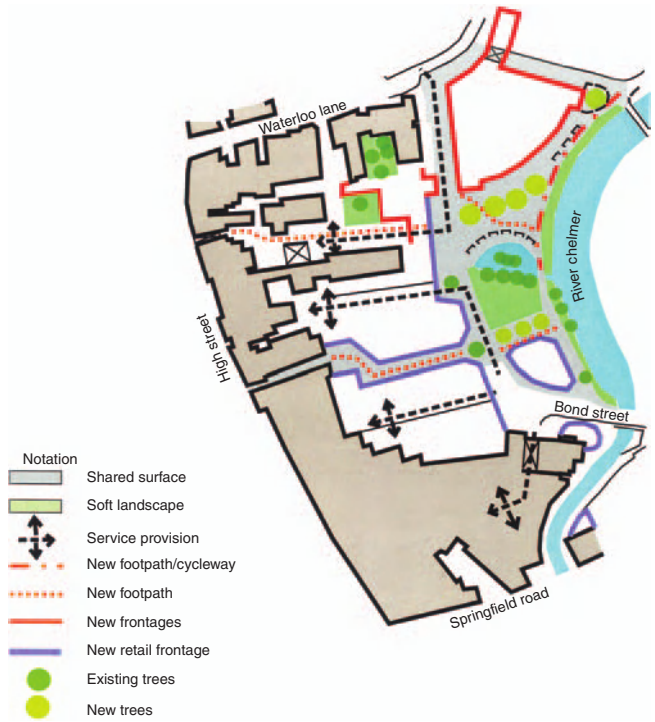 Waterloo lane
River chelmer
High street
Bond street
Notation
Shared surface
Soft landscape
Service provision
New footpath/cycleway
New footpath
New frontages
New retail frontage
Existing trees
New trees
Springfield road